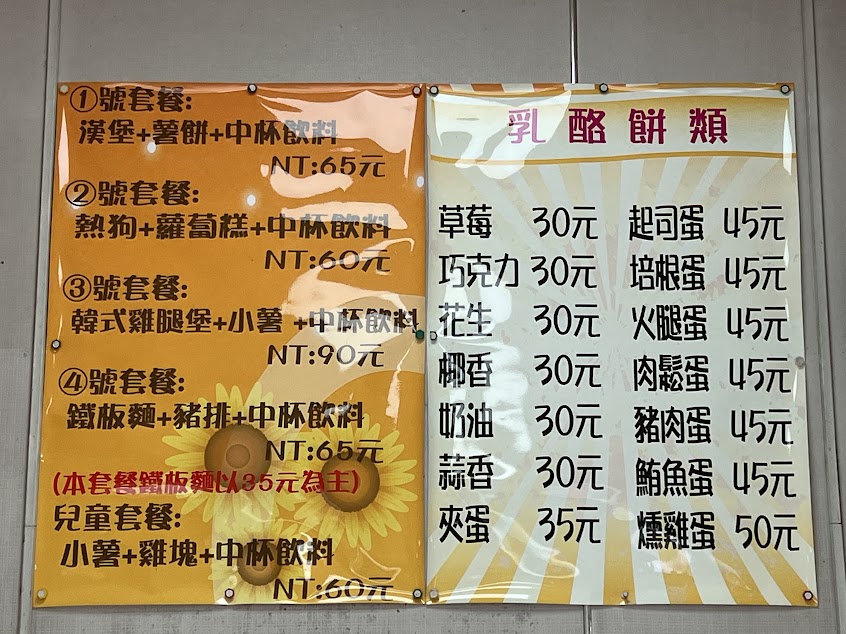 ①號套餐:
漢堡+薯餅+中杯飲料
NT:65元
②號套餐:
熱狗+蘿蔔糕+中杯飲料
NT:60元
③號套餐:
韓式雞腿堡+小薯 +中杯飲料
NT:90元
④號套餐:
鐵板麵+豬排+中杯飲料
NT:65元
(本套餐鐵板麵以35元為主)
兒童套餐:
小薯+雞塊+中杯飲料
NT:60元
乳酪餅類
草莓 30元 起司蛋 45元
巧克力 30元 培根蛋 45元
花生 30元 火腿蛋 45元
椰香 30元 肉鬆蛋 45元
奶油 30元 豬肉蛋 45元
蒜香 30元 鮪魚蛋 45元
夾蛋 35元 燻雞蛋 50元